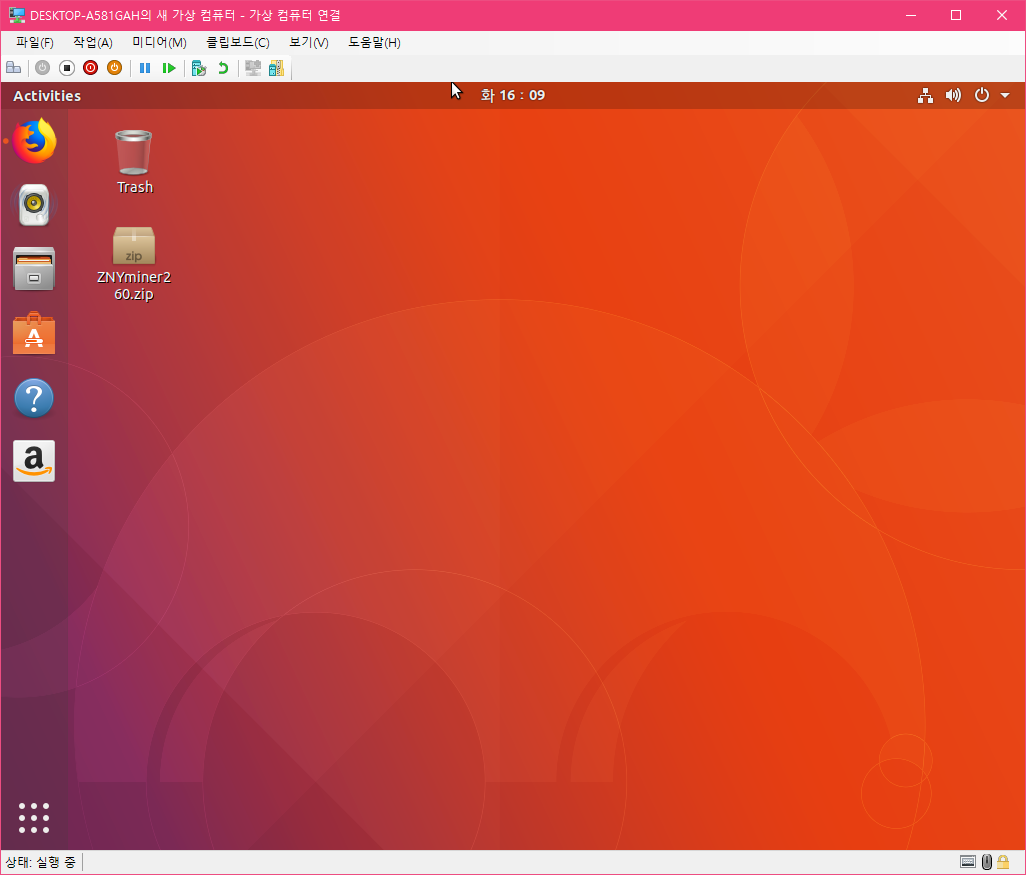 DESKTOP-A581GAH의 새 가상 컴퓨터 - 가상 컴퓨터 연결
파일(F) 작업(A) 미디어(M) 클립보드(C) 보기(V) 도움말(H)
Activities 화 16 : 09
Trash
zip
ZNYminer2
60.zip
상태: 실행 중